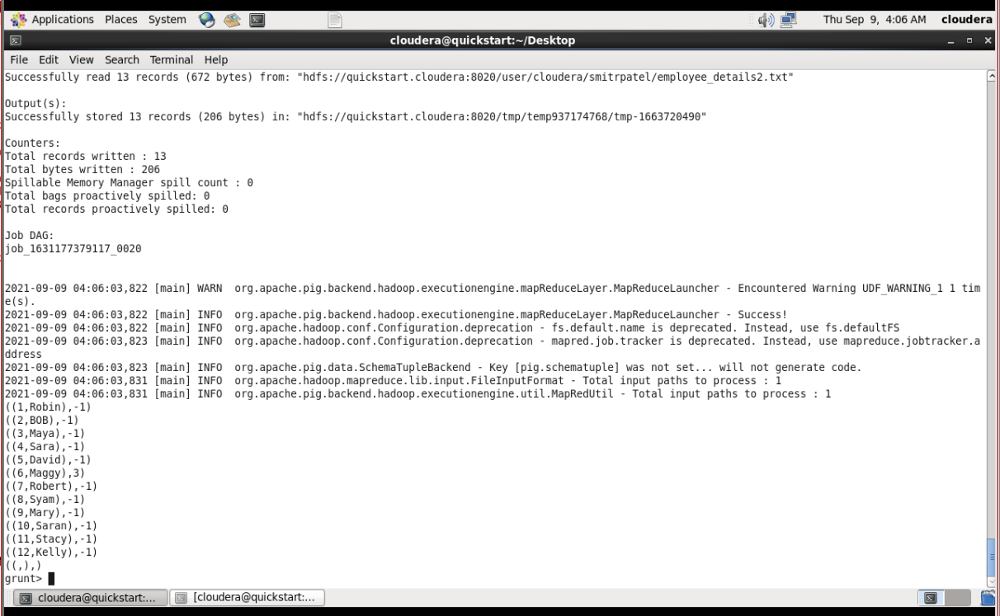 Applications Places System
Thu Sep 9, 4:06 AM cloudera
cloudera@quickstart:~/Desktop
File Edit View Search Terminal Help
Successfully read 13 records (672 bytes) from: "hdfs://quickstart.cloudera:8020/user/cloudera/smitrpatel/employee_details2.txt"
Output(s):
Successfully stored 13 records (206 bytes) in: "hdfs://quickstart.cloudera:8020/tmp/temp937174768/tmp-1663720490"
Counters:
Total records written : 13
Total bytes written : 206
Spillable Memory Manager spill count : 0
Total bags proactively spilled: 0
Total records proactively spilled: 0
Job DAG:
job_1631177379117_0020
2021-09-09 04:06:03,822 [main] WARN  org.apache.pig.backend.hadoop.executionengine.mapReduceLayer.MapReduceLauncher - Encountered Warning UDF_WARNING_1 1 tim
e(s).
2021-09-09 04:06:03,822 [main] INFO  org.apache.pig.backend.hadoop.executionengine.mapReduceLayer.MapReduceLauncher - Success!
2021-09-09 04:06:03,822 [main] INFO  org.apache.hadoop.conf.Configuration.deprecation - fs.default.name is deprecated. Instead, use fs.defaultFS
2021-09-09 04:06:03,823 [main] INFO  org.apache.hadoop.conf.Configuration.deprecation - mapred.job.tracker is deprecated. Instead, use mapreduce.jobtracker.a
ddress
2021-09-09 04:06:03,823 [main] INFO  org.apache.pig.data.SchemaTupleBackend - Key [pig.schematuple] was not set... will not generate code.
2021-09-09 04:06:03,831 [main] INFO  org.apache.hadoop.mapreduce.lib.input.FileInputFormat - Total input paths to process : 1
2021-09-09 04:06:03,831 [main] INFO  org.apache.pig.backend.hadoop.executionengine.util.MapRedUtil - Total input paths to process : 1
((1,Robin),-1)
((2,BOB),-1)
((3,Maya),-1)
((4,Sara),-1)
((5,David),-1)
((6,Maggy),3)
((7,Robert),-1)
((8,Syam),-1)
((9,Mary),-1)
((10,Saran),-1)
((11,Stacy),-1)
((12,Kelly),-1)
((,),)
grunt>
cloudera@quickstart:... [cloudera@quickstart:...